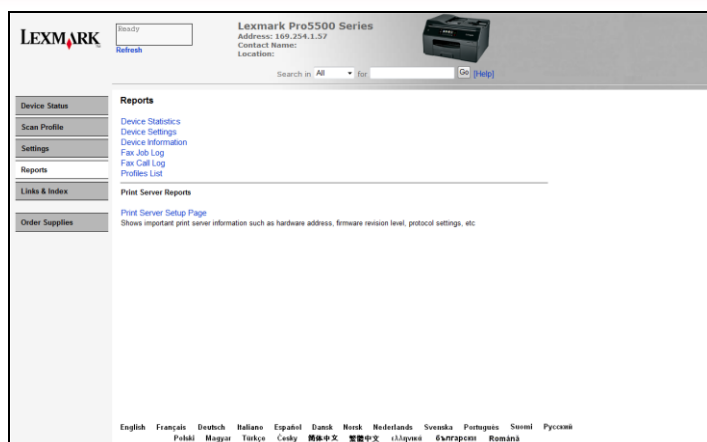 LEXMARK
Ready
Refresh
Lexmark Pro5500 Series
Address: 169.254.1.57
Contact Name:
Location:
Search in All for Go [Help]
Device Status
Scan Profile
Settings
Reports
Links & Index
Order Supplies
Reports
Device Statistics
Device Settings
Device Information
Fax Job Log
Fax Call Log
Profiles List
Print Server Reports
Print Server Setup Page
Shows important print server information such as hardware address, firmware revision level, protocol settings, etc
English Français Deutsch Italiano Español Dansk Norsk Nederlands Svenska Português Suomi Русский
Polski Magyar Türkçe Česky 简体中文 繁體中文 ελληνικά български Română